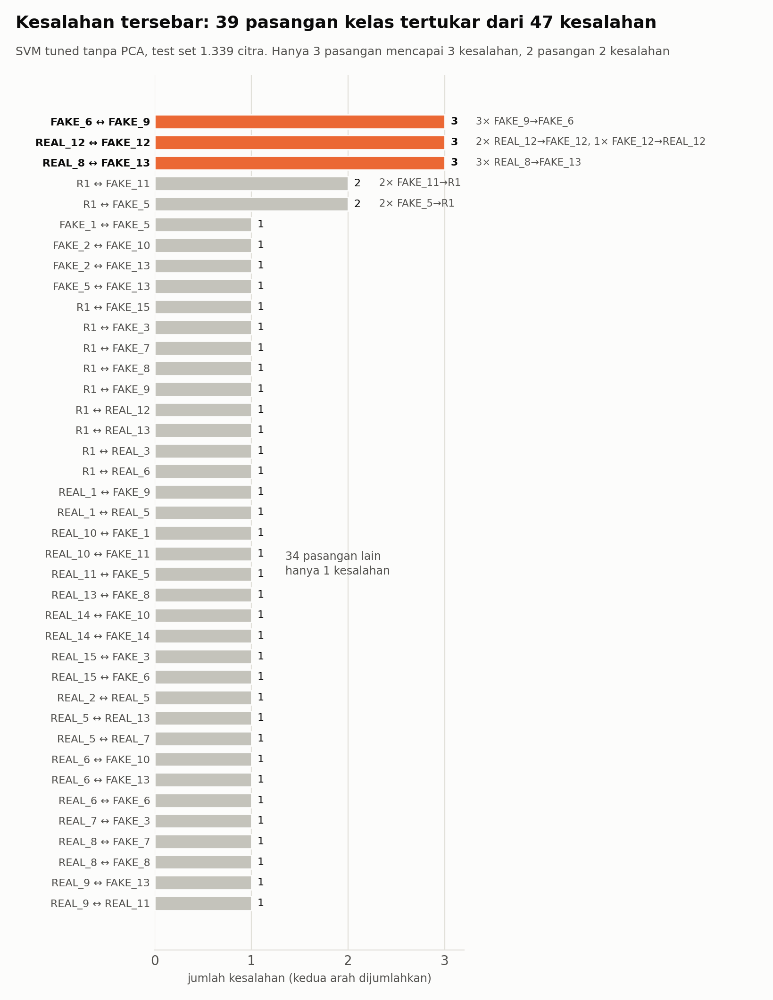 Kesalahan tersebar: 39 pasangan kelas tertukar dari 47 kesalahan
SVM tuned tanpa PCA, test set 1.339 citra. Hanya 3 pasangan mencapai 3 kesalahan, 2 pasangan 2 kesalahan
FAKE_6 ↔ FAKE_9 3 3× FAKE_9→FAKE_6
REAL_12 ↔ FAKE_12 3 2× REAL_12→FAKE_12, 1× FAKE_12→REAL_12
REAL_8 ↔ FAKE_13 3 3× REAL_8→FAKE_13
R1 ↔ FAKE_11 2 2× FAKE_11→R1
R1 ↔ FAKE_5 2 2× FAKE_5→R1
FAKE_1 ↔ FAKE_5 1
FAKE_2 ↔ FAKE_10 1
FAKE_2 ↔ FAKE_13 1
FAKE_5 ↔ FAKE_13 1
R1 ↔ FAKE_15 1
R1 ↔ FAKE_3 1
R1 ↔ FAKE_7 1
R1 ↔ FAKE_8 1
R1 ↔ FAKE_9 1
R1 ↔ REAL_12 1
R1 ↔ REAL_13 1
R1 ↔ REAL_3 1
R1 ↔ REAL_6 1
REAL_1 ↔ FAKE_9 1
REAL_1 ↔ REAL_5 1
REAL_10 ↔ FAKE_1 1
REAL_10 ↔ FAKE_11 1
34 pasangan lain
hanya 1 kesalahan
REAL_11 ↔ FAKE_5 1
REAL_13 ↔ FAKE_8 1
REAL_14 ↔ FAKE_10 1
REAL_14 ↔ FAKE_14 1
REAL_15 ↔ FAKE_3 1
REAL_15 ↔ FAKE_6 1
REAL_2 ↔ REAL_5 1
REAL_5 ↔ REAL_13 1
REAL_5 ↔ REAL_7 1
REAL_6 ↔ FAKE_10 1
REAL_6 ↔ FAKE_13 1
REAL_6 ↔ FAKE_6 1
REAL_7 ↔ FAKE_3 1
REAL_8 ↔ FAKE_7 1
REAL_8 ↔ FAKE_8 1
REAL_9 ↔ FAKE_13 1
REAL_9 ↔ REAL_11 1
0 1 2 3
jumlah kesalahan (kedua arah dijumlahkan)